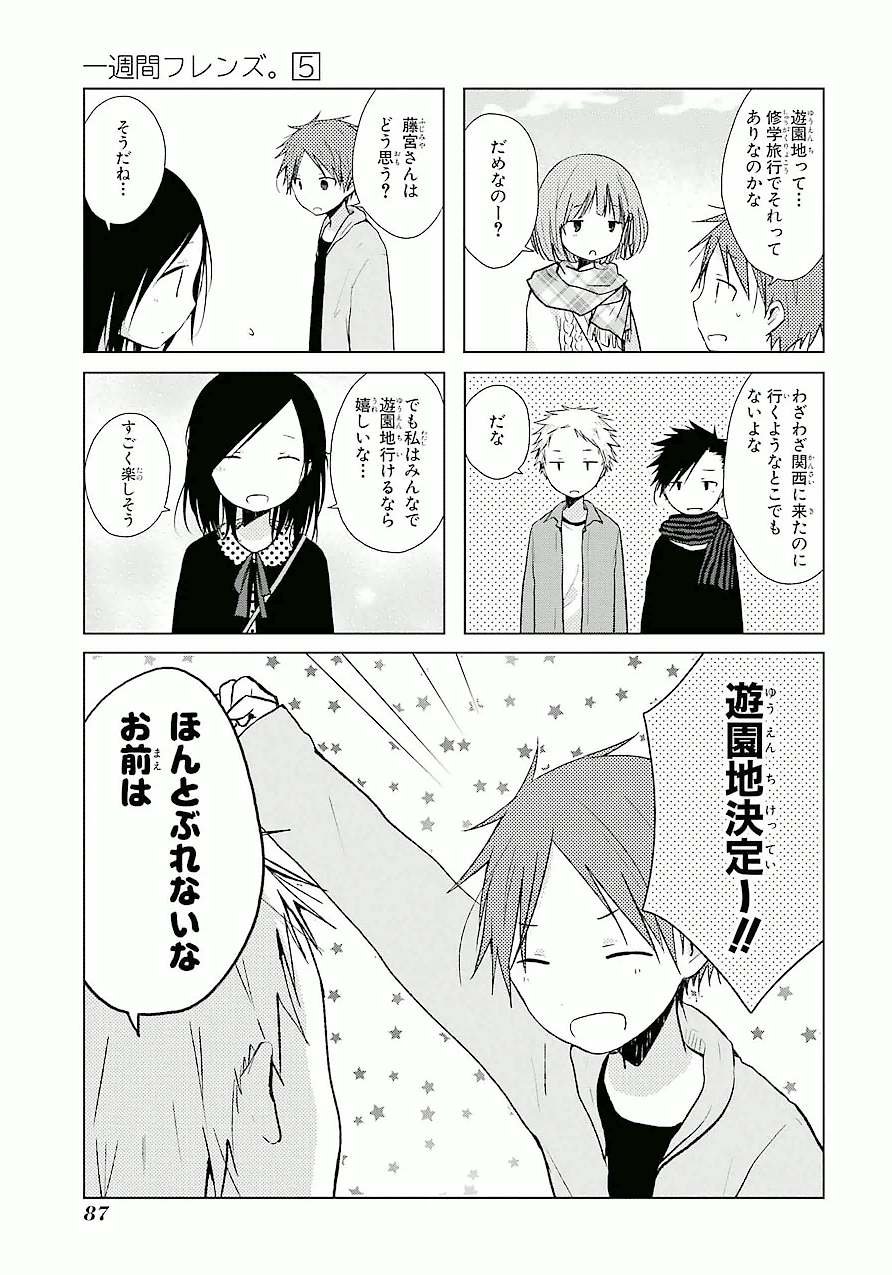 一週間フレンズ。5
遊園地って…
修学旅行でそれって
ありなのかな
だめなのー?
わざわざ関西に来たのに
行くようなとこでも
ないよな
だな
藤宮さんは
どう思う?
そうだね…
でも私はみんなで
遊園地行けるなら
嬉しいな…
すごく楽しそう
遊園地決定ー!!
ほんとぶれないな
お前は
87